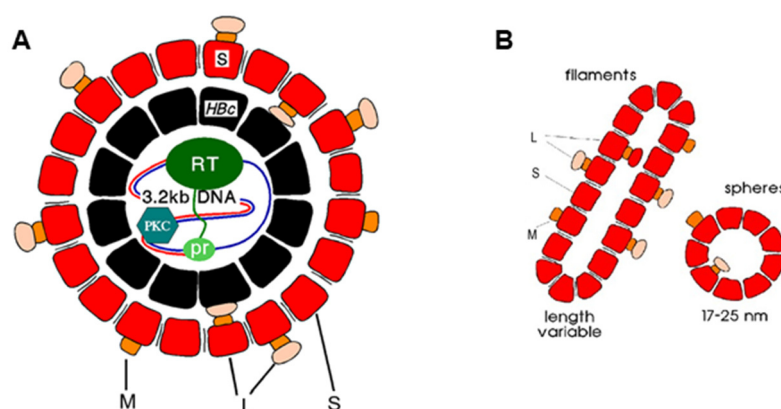 A
S
HBc
RT
3.2kb DNA
PKC
pr
M
L
S
B
filaments
L
S
M
spheres
length
variable
17-25 nm